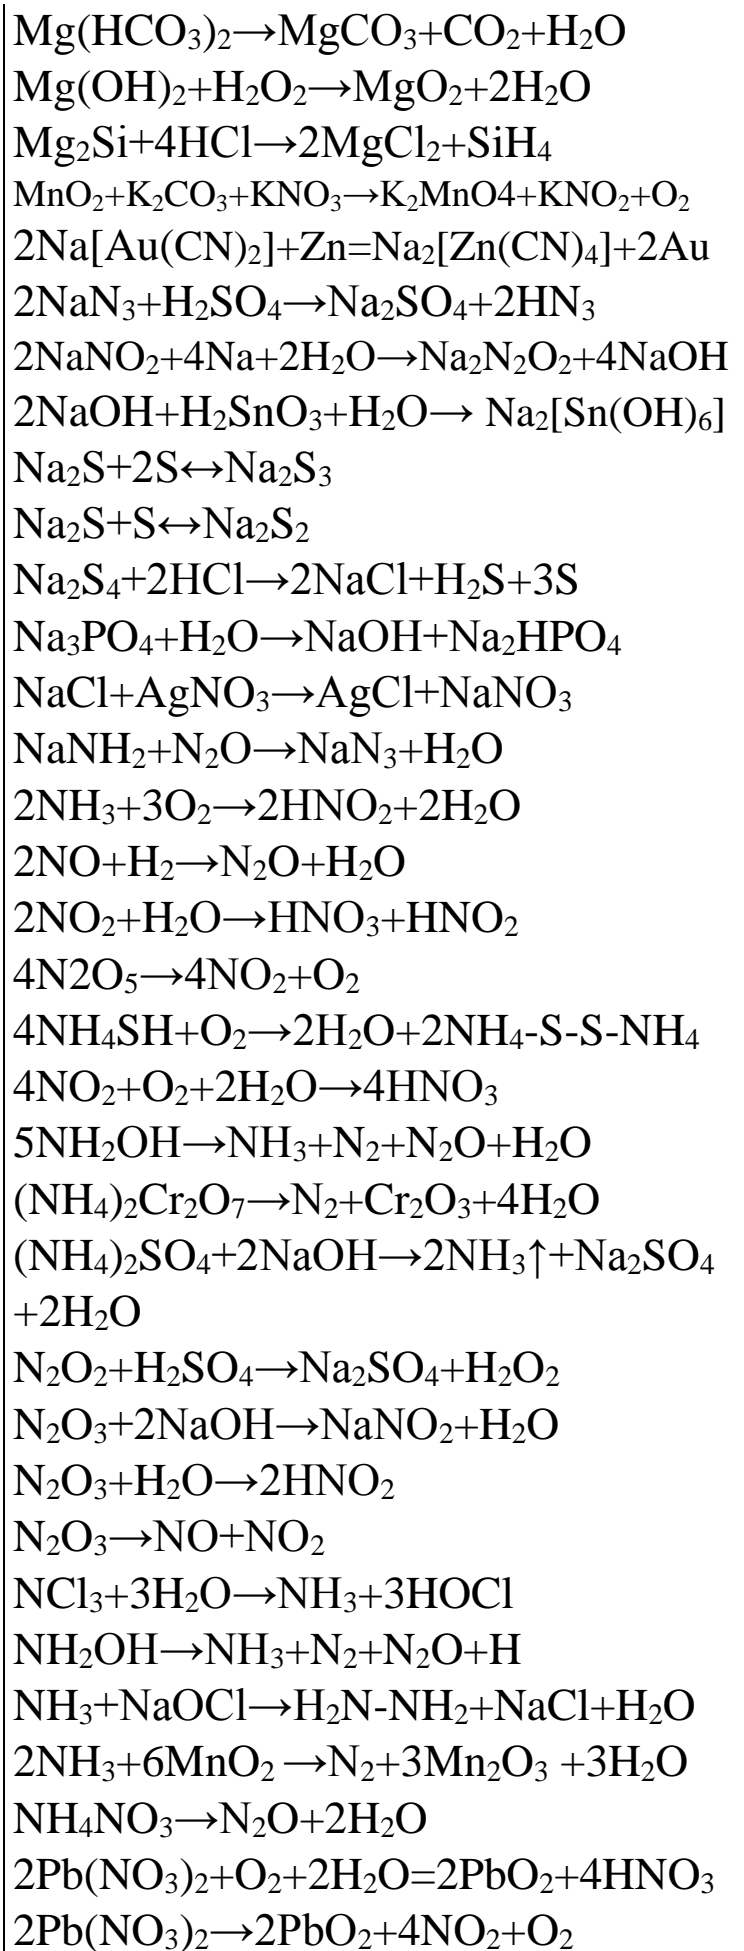 Mg(HCO₃)₂→MgCO₃+CO₂+H₂O
Mg(OH)₂+H₂O₂→MgO₂+2H₂O
Mg₂Si+4HCl→2MgCl₂+SiH₄
MnO₂+K₂CO₃+KNO₃→K₂MnO4+KNO₂+O₂
2Na[Au(CN)₂]+Zn=Na₂[Zn(CN)₄]+2Au
2NaN₃+H₂SO₄→Na₂SO₄+2HN₃
2NaNO₂+4Na+2H₂O→Na₂N₂O₂+4NaOH
2NaOH+H₂SnO₃+H₂O→ Na₂[Sn(OH)₆]
Na₂S+2S↔Na₂S₃
Na₂S+S↔Na₂S₂
Na₂S₄+2HCl→2NaCl+H₂S+3S
Na₃PO₄+H₂O→NaOH+Na₂HPO₄
NaCl+AgNO₃→AgCl+NaNO₃
NaNH₂+N₂O→NaN₃+H₂O
2NH₃+3O₂→2HNO₂+2H₂O
2NO+H₂→N₂O+H₂O
2NO₂+H₂O→HNO₃+HNO₂
4N2O₅→4NO₂+O₂
4NH₄SH+O₂→2H₂O+2NH₄-S-S-NH₄
4NO₂+O₂+2H₂O→4HNO₃
5NH₂OH→NH₃+N₂+N₂O+H₂O
(NH₄)₂Cr₂O₇→N₂+Cr₂O₃+4H₂O
(NH₄)₂SO₄+2NaOH→2NH₃↑+Na₂SO₄
+2H₂O
N₂O₂+H₂SO₄→Na₂SO₄+H₂O₂
N₂O₃+2NaOH→NaNO₂+H₂O
N₂O₃+H₂O→2HNO₂
N₂O₃→NO+NO₂
NCl₃+3H₂O→NH₃+3HOCl
NH₂OH→NH₃+N₂+N₂O+H
NH₃+NaOCl→H₂N-NH₂+NaCl+H₂O
2NH₃+6MnO₂ →N₂+3Mn₂O₃ +3H₂O
NH₄NO₃→N₂O+2H₂O
2Pb(NO₃)₂+O₂+2H₂O=2PbO₂+4HNO₃
2Pb(NO₃)₂→2PbO₂+4NO₂+O₂